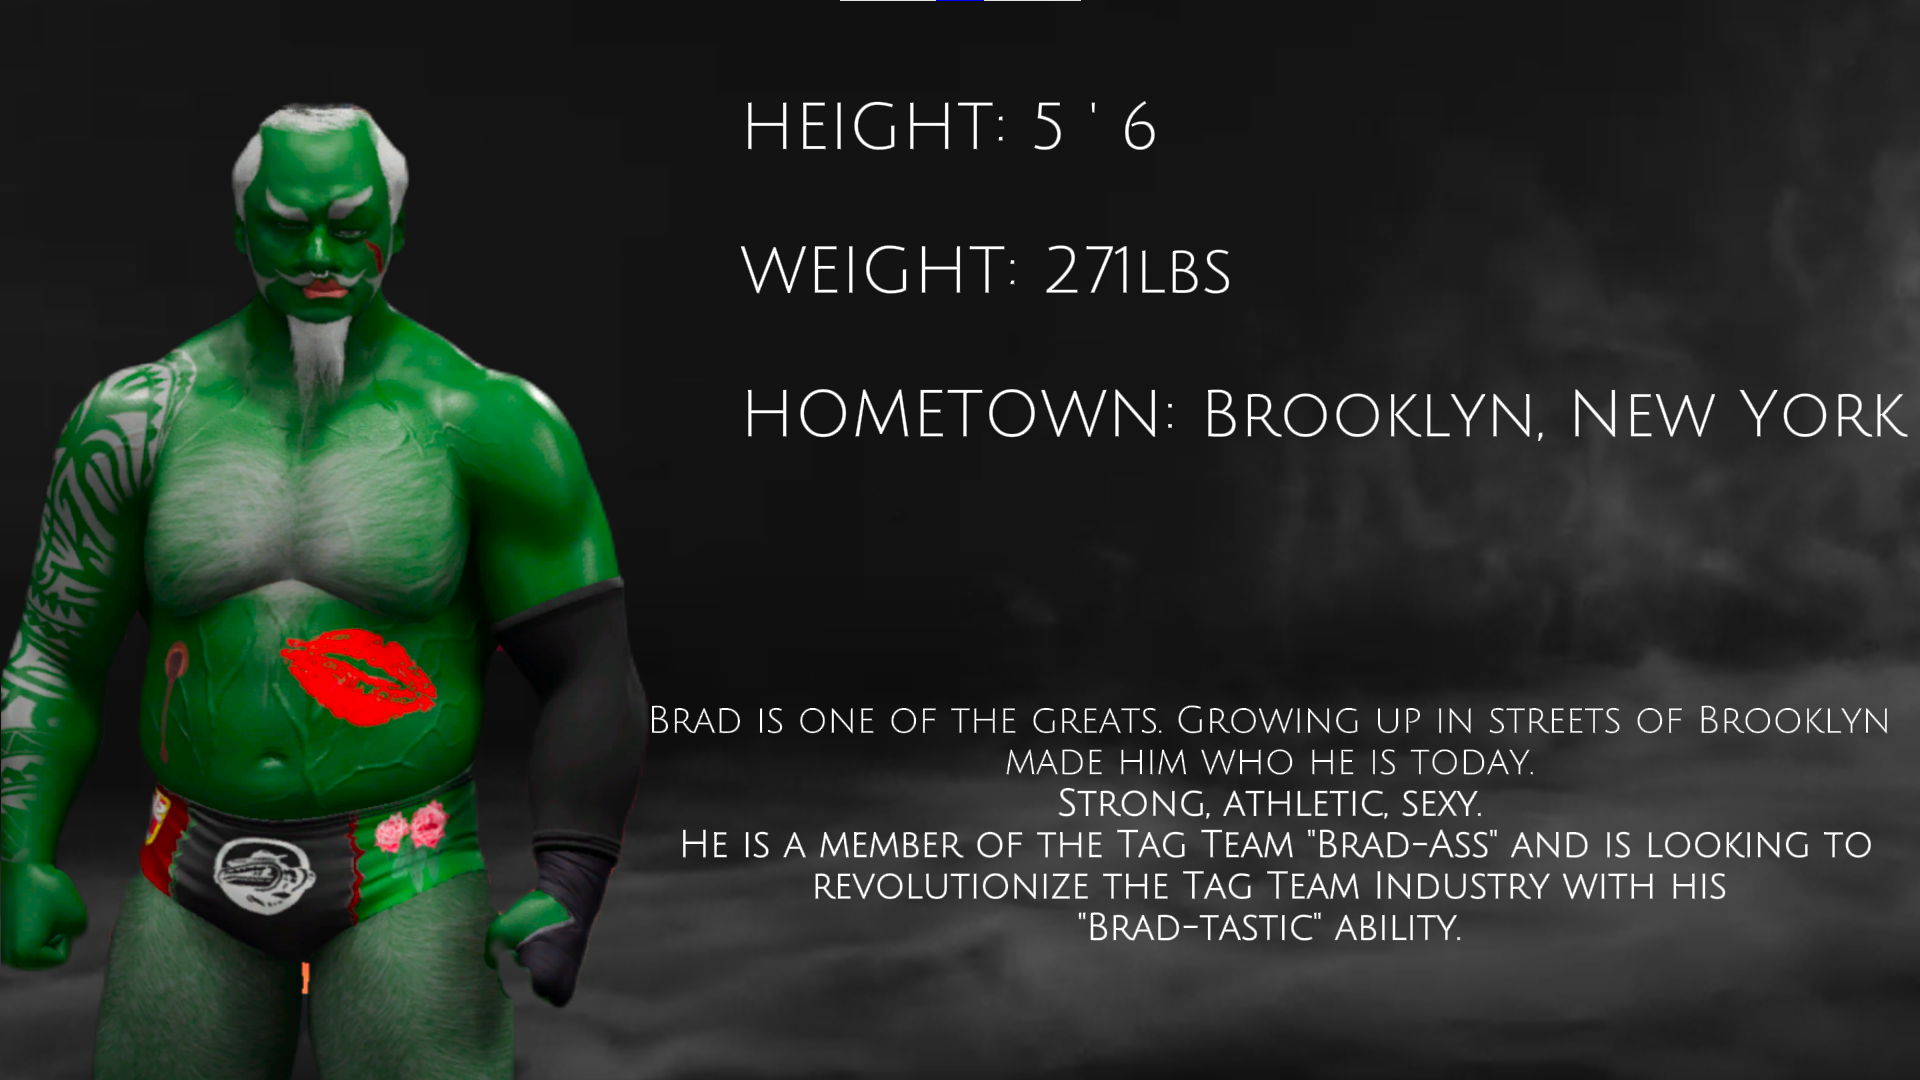 HEIGHT: 5 ' 6
WEIGHT: 271LBS
HOMETOWN: BROOKLYN, NEW YORK
BRAD IS ONE OF THE GREATS. GROWING UP IN STREETS OF BROOKLYN
MADE HIM WHO HE IS TODAY.
STRONG, ATHLETIC, SEXY.
HE IS A MEMBER OF THE TAG TEAM "BRAD-ASS" AND IS LOOKING TO
REVOLUTIONIZE THE TAG TEAM INDUSTRY WITH HIS
"BRAD-TASTIC" ABILITY.